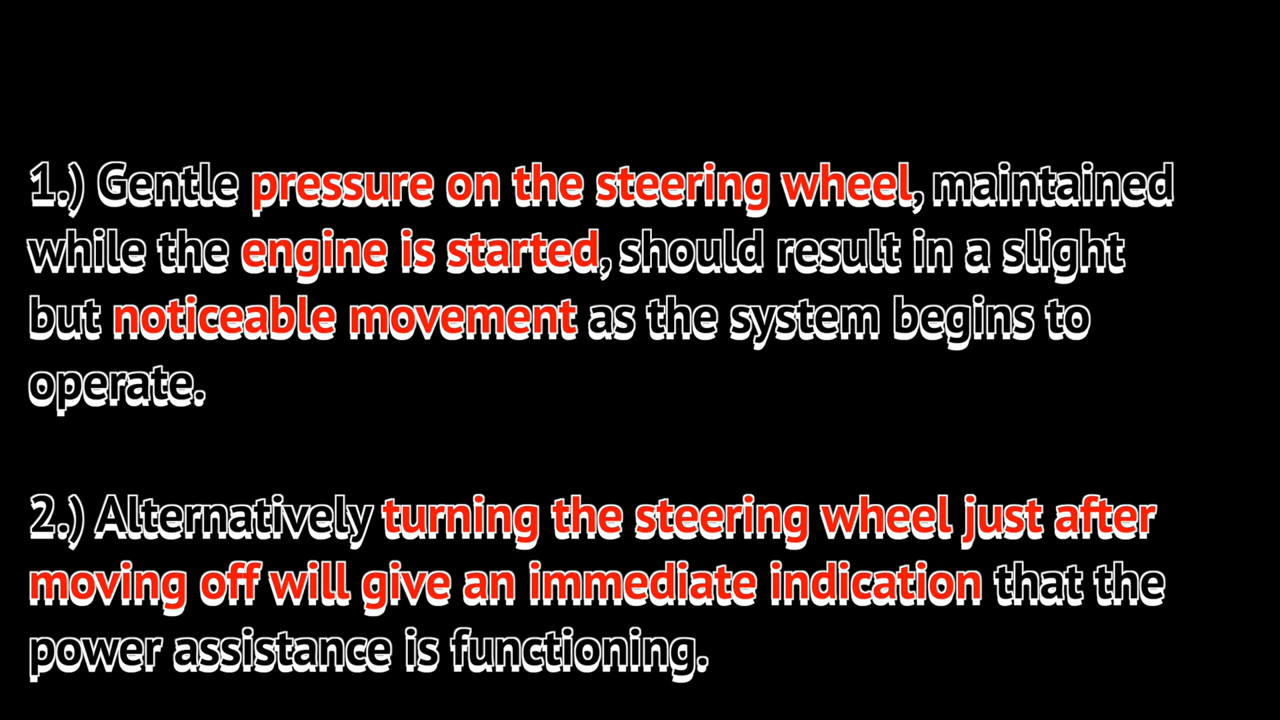 1.) Gentle pressure on the steering wheel, maintained
while the engine is started, should result in a slight
but noticeable movement as the system begins to
operate.
2.) Alternatively turning the steering wheel just after
moving off will give an immediate indication that the
power assistance is functioning.